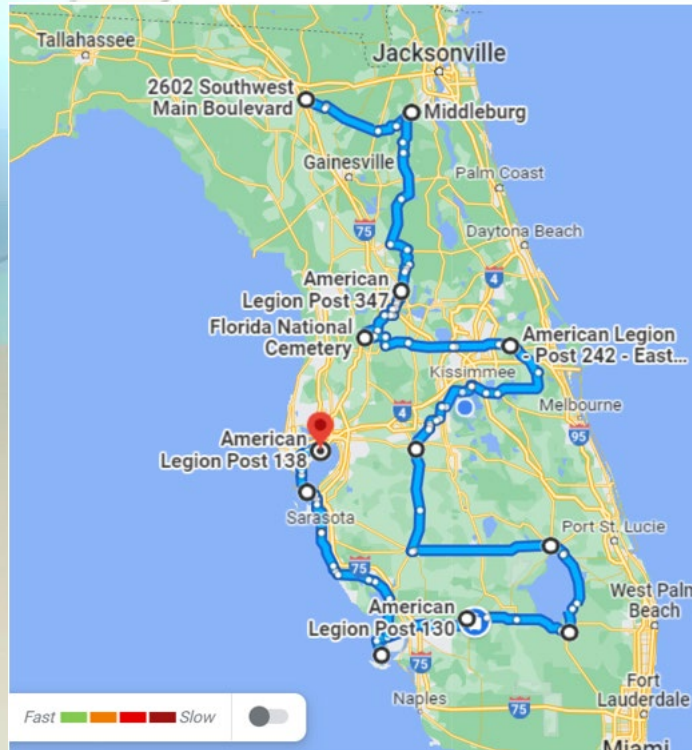 Tallahassee
Jacksonville
2602 Southwest
Main Boulevard
Middleburg
Gainesville
Palm Coast
75
Daytona Beach
4
American
Legion Post 347
Florida National
Cemetery
American Legion
- Post 242 - East...
Kissimmee
4
Melbourne
95
American
Legion Post 138
Sarasota
Port St. Lucie
75
West Palm
Beach
American
Legion Post 130
75
Naples
75
Fort
Lauderdale
Miami
Fast
Slow